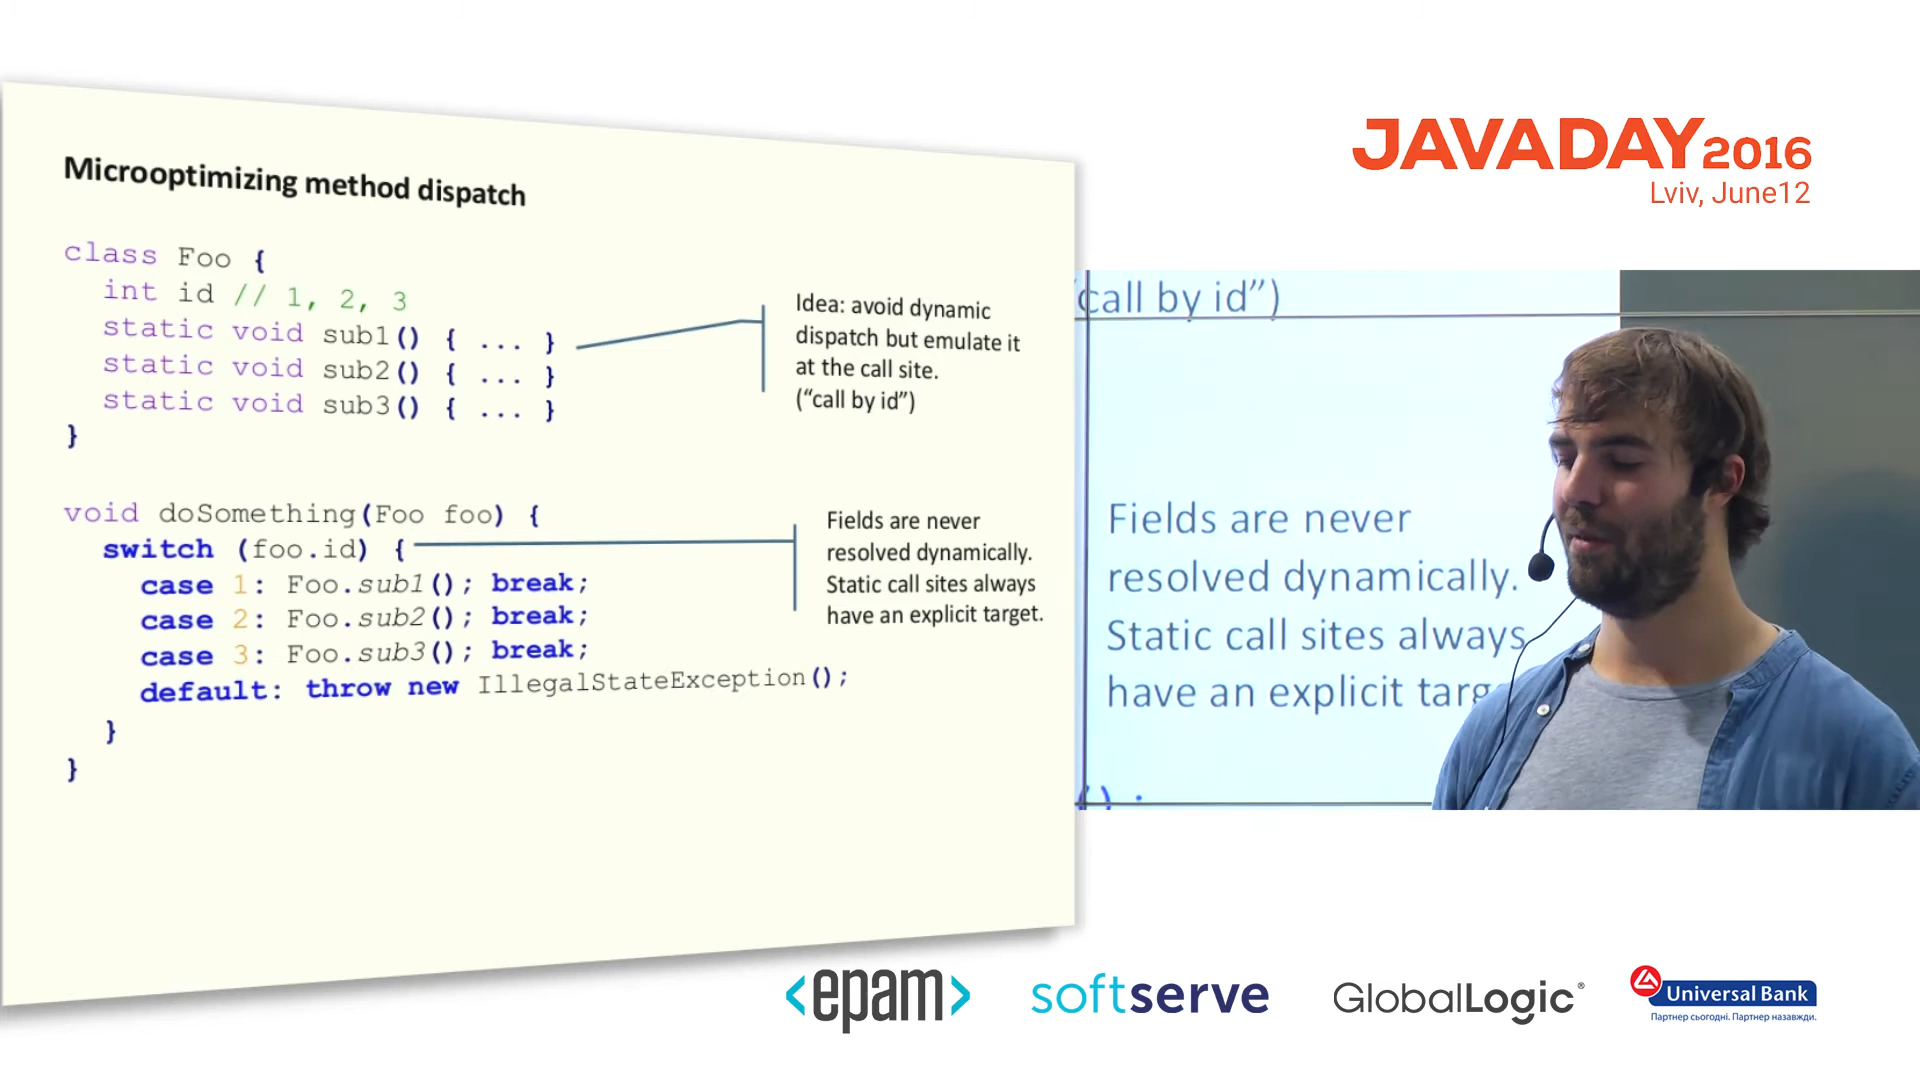 Microoptimizing method dispatch
class Foo {
int id // 1, 2, 3
static void sub1() { ... }
static void sub2() { ... }
static void sub3() { ... }
}
Idea: avoid dynamic
dispatch but emulate it
at the call site.
(“call by id”)
void doSomething(Foo foo) {
switch (foo.id) {
case 1: Foo.sub1(); break;
case 2: Foo.sub2(); break;
case 3: Foo.sub3(); break;
default: throw new IllegalStateException();
}
}
Fields are never
resolved dynamically.
Static call sites always
have an explicit target.
JAVADAY 2016
Lviv, June12
call by id”)
Fields are never
resolved dynamically.
Static call sites always
have an explicit targ
() ;
<epam>
softserve
GlobalLogic®
Universal Bank
Партнер сьогодні. Партнер назавжди.